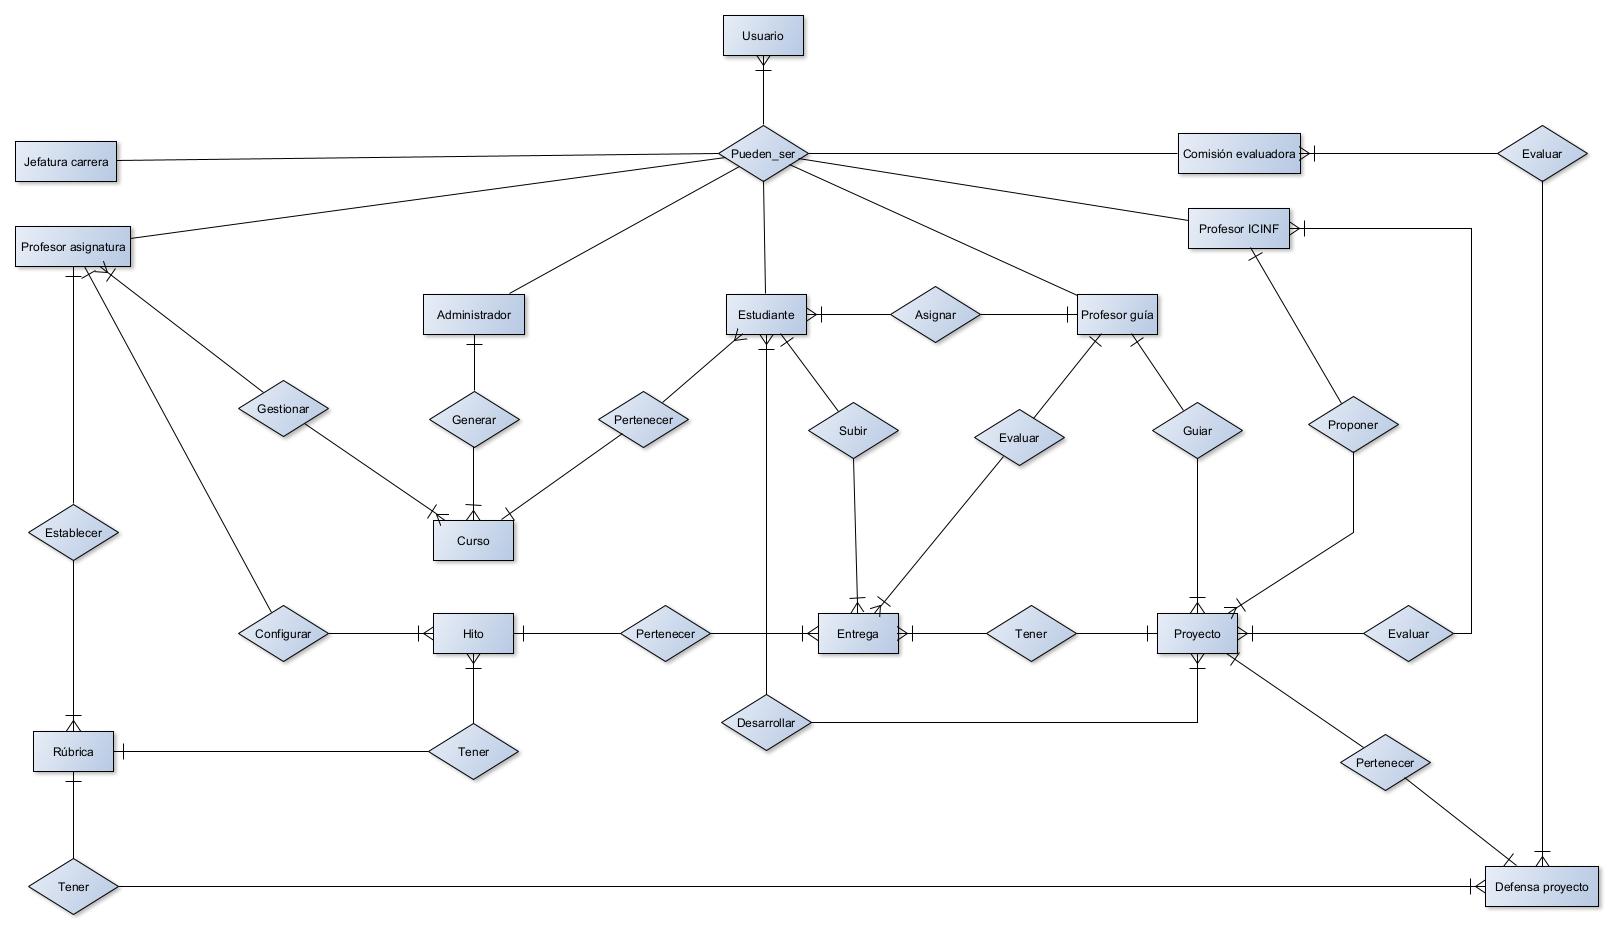 Usuario
Jefatura carrera
Pueden_ser
Comisión evaluadora
Evaluar
Profesor asignatura
Profesor ICINF
Administrador
Estudiante
Asignar
Profesor guía
Gestionar
Generar
Pertenecer
Subir
Evaluar
Guiar
Proponer
Establecer
Curso
Configurar
Hito
Pertenecer
Entrega
Tener
Proyecto
Evaluar
Rúbrica
Tener
Desarrollar
Pertenecer
Tener
Defensa proyecto